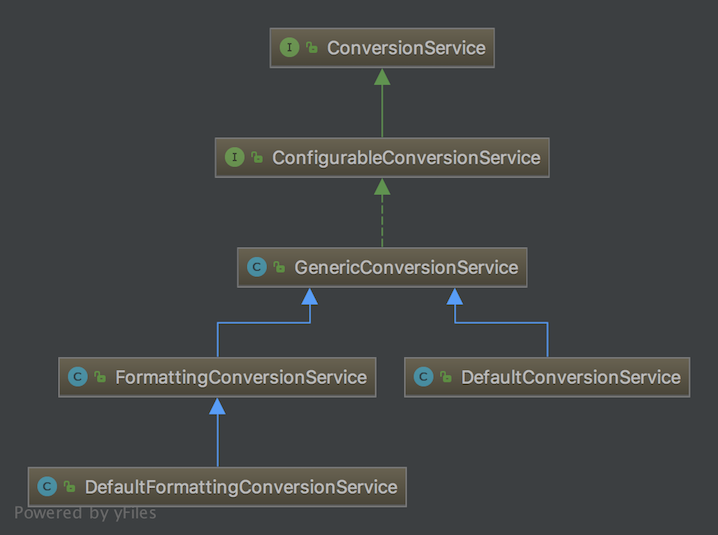 I ConversionService
I ConfigurableConversionService
C GenericConversionService
C FormattingConversionService
C DefaultConversionService
C DefaultFormattingConversionService
Powered by yFiles